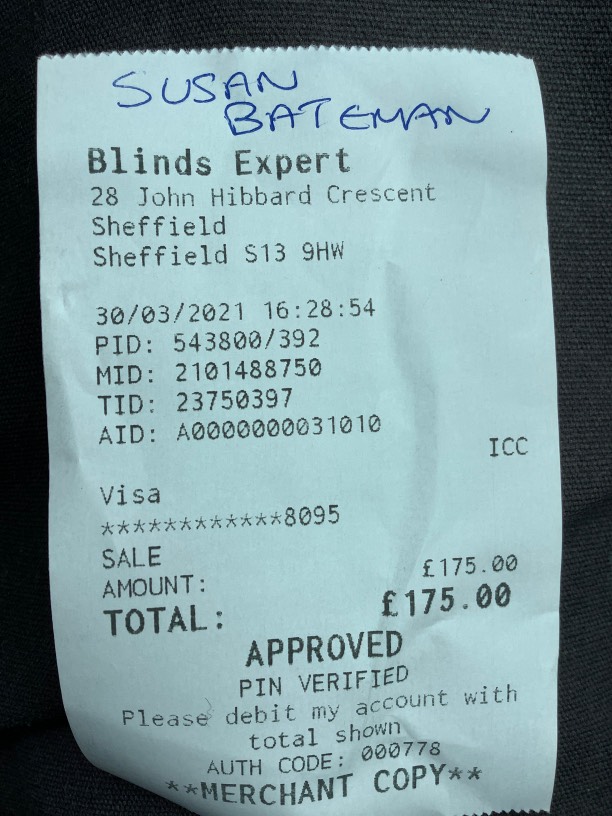 SUSAN
BATEMAN
Blinds Expert
28 John Hibbard Crescent
Sheffield
Sheffield S13 9HW
30/03/2021 16:28:54
PID: 543800/392
MID: 2101488750
TID: 23750397
AID: A0000000031010
ICC
Visa
************8095
SALE
AMOUNT: £175.00
TOTAL: £175.00
APPROVED
PIN VERIFIED
Please debit my account with
total shown
AUTH CODE: 000778
**MERCHANT COPY**